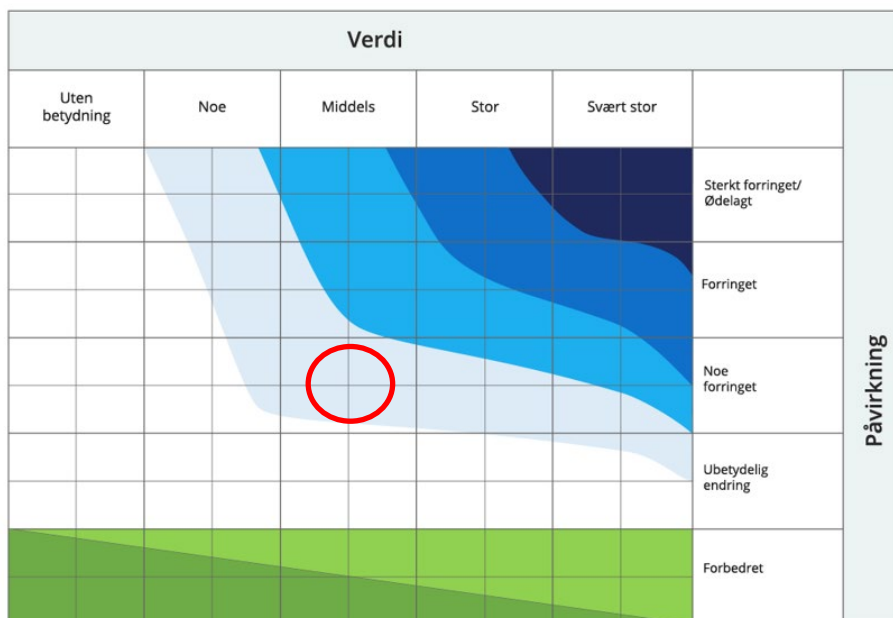 Verdi
Uten
betydning
Noe
Middels
Stor
Svært stor
Sterkt forringet/
Ødelagt
Forringet
Noe
forringet
Ubetydelig
endring
Forbedret
Påvirkning